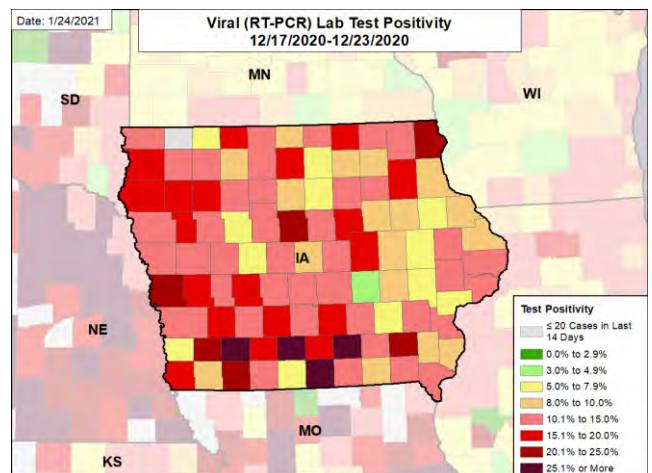 Date: 1/24/2021
Viral (RT-PCR) Lab Test Positivity
12/17/2020-12/23/2020
MN
SD
WI
IA
NE
MO
KS
Test Positivity
≤ 20 Cases in Last
14 Days
0.0% to 2.9%
3.0% to 4.9%
5.0% to 7.9%
8.0% to 10.0%
10.1% to 15.0%
15.1% to 20.0%
20.1% to 25.0%
25.1% or More